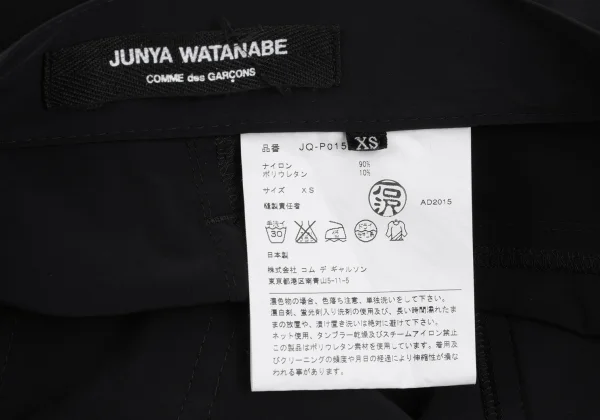 JUNYA WATANABE
COMME des GARÇONS
品番 JQ-P015 XS
ナイロン 90%
ポリウレタン 10%
サイズ XS
縫製責任者 AD2015
手洗イ
30
日本製
株式会社 コム デ ギャルソン
東京都港区南青山5-11-5
濃色物の場合、色落ち注意、単独洗いをして下さい。
漂白剤、蛍光剤入り洗剤の使用及び、長い時間濡れたた
まの放置や、漬け置き洗いは絶対に避けて下さい。
ネット使用、タンブラー乾燥及びスチームアイロン禁止
この製品はポリウレタン素材を使用しています。着用及
びクリーニングの頻度や月日の経過により伸縮性が損な
われる事があります。